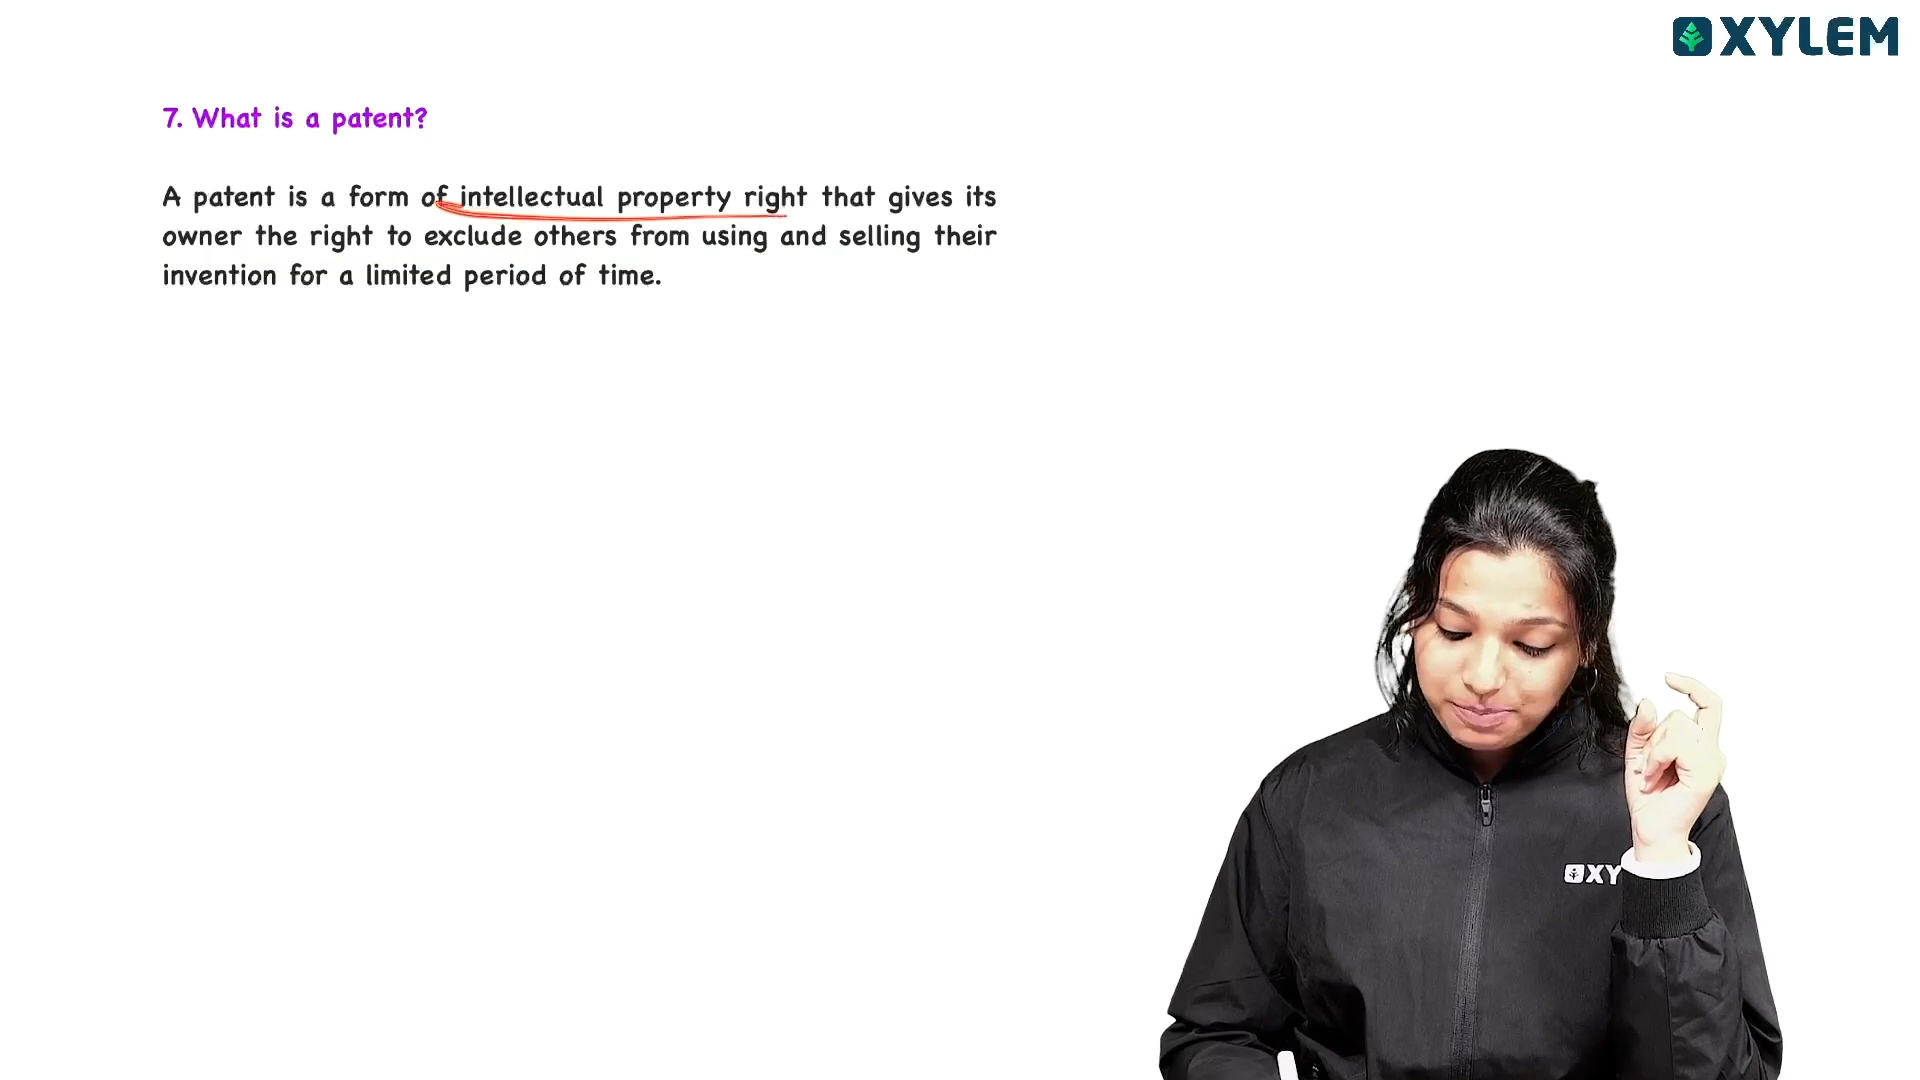 XYLEM
7. What is a patent?
A patent is a form of intellectual property right that gives its
owner the right to exclude others from using and selling their
invention for a limited period of time.
XY